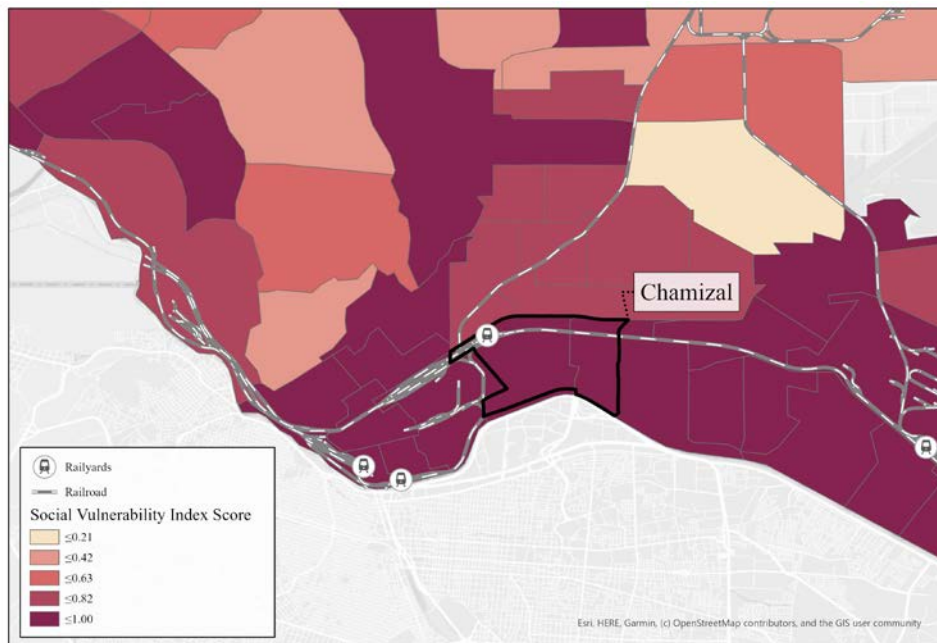 Chamizal
Railyards
Railroad
Social Vulnerability Index Score
≤0.21
≤0.42
≤0.63
≤0.82
≤1.00
Esri, HERE, Garmin, (c) OpenStreetMap contributors, and the GIS user community